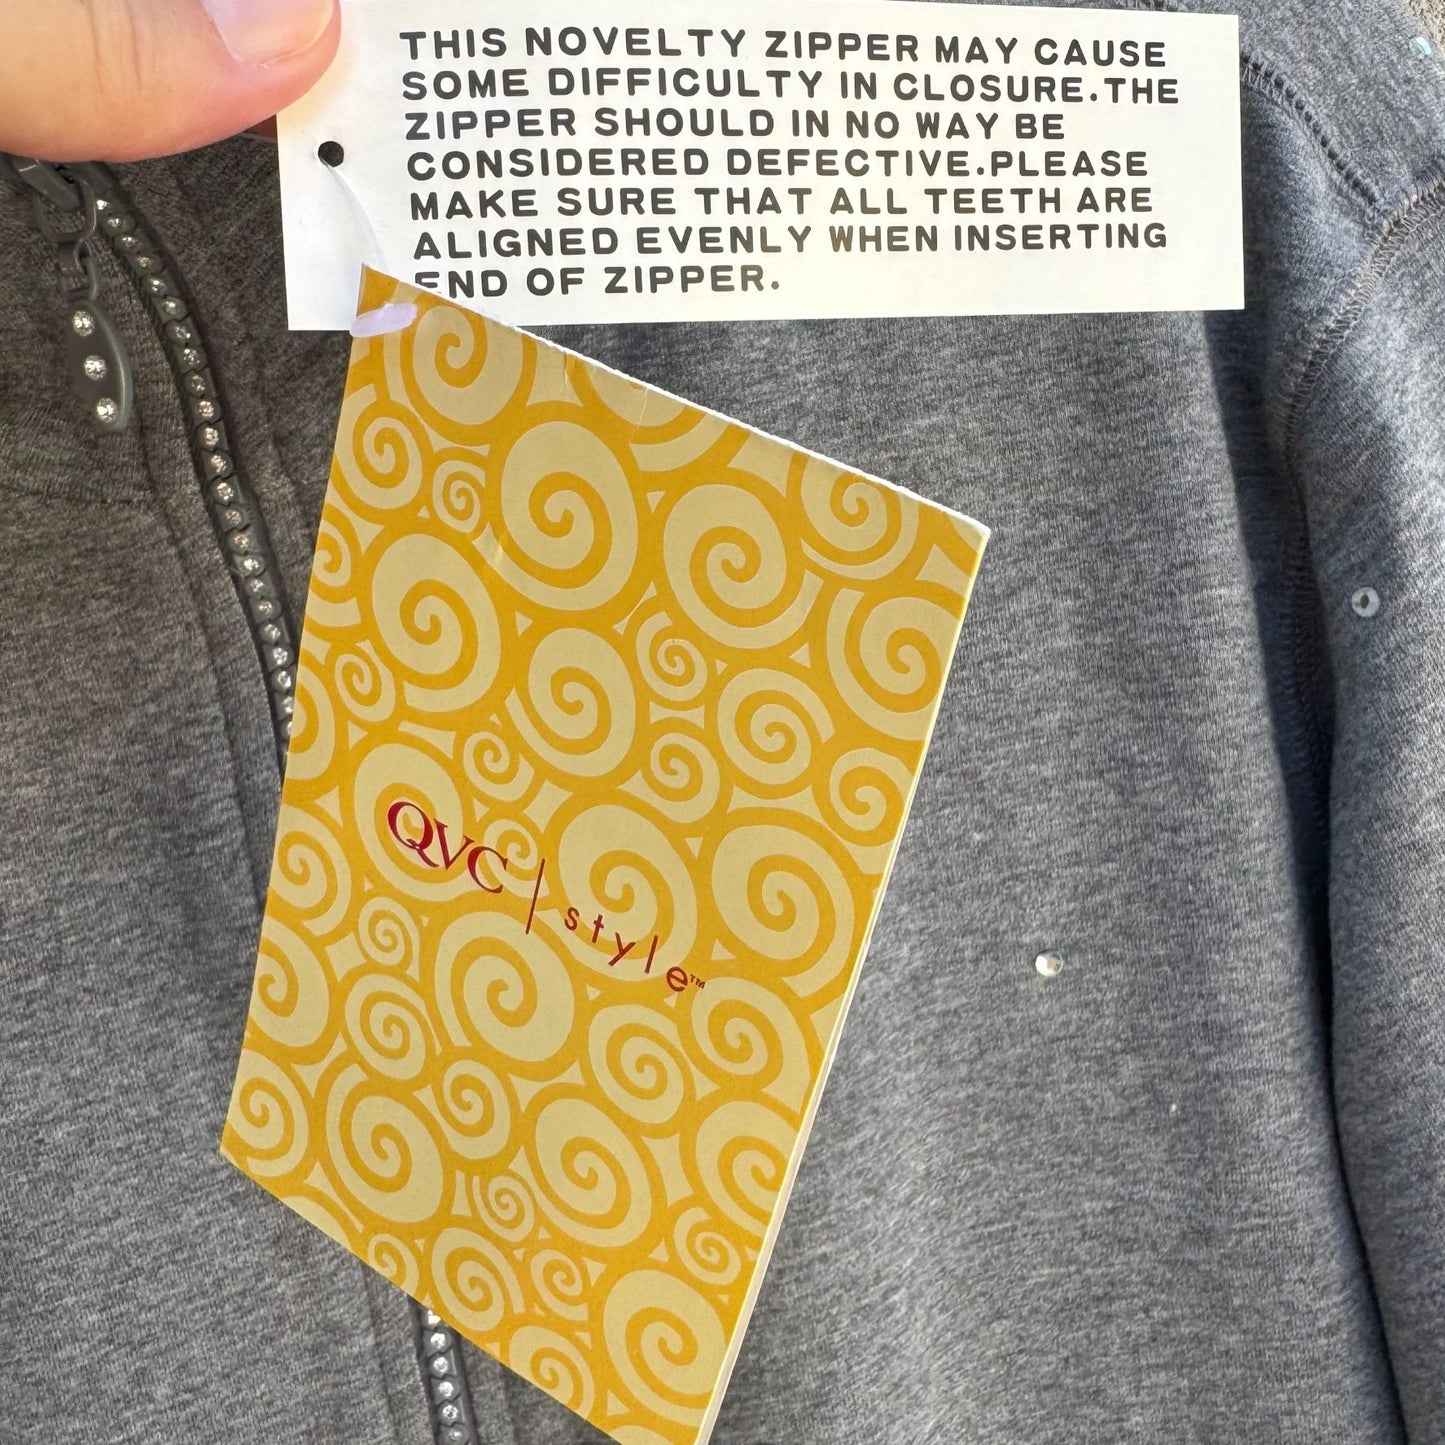 THIS NOVELTY ZIPPER MAY CAUSE
SOME DIFFICULTY IN CLOSURE.THE
ZIPPER SHOULD IN NO WAY BE
CONSIDERED DEFECTIVE.PLEASE
MAKE SURE THAT ALL TEETH ARE
ALIGNED EVENLY WHEN INSERTING
END OF ZIPPER.
QVC | style™